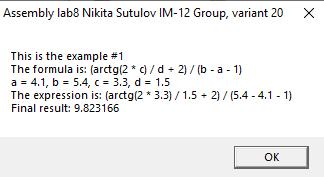 Assembly lab8 Nikita Sutulov IM-12 Group, variant 20
This is the example #1
The formula is: (arctg(2 * c) / d + 2) / (b - a - 1)
a = 4.1, b = 5.4, c = 3.3, d = 1.5
The expression is: (arctg(2 * 3.3) / 1.5 + 2) / (5.4 - 4.1 - 1)
Final result: 9.823166
OK